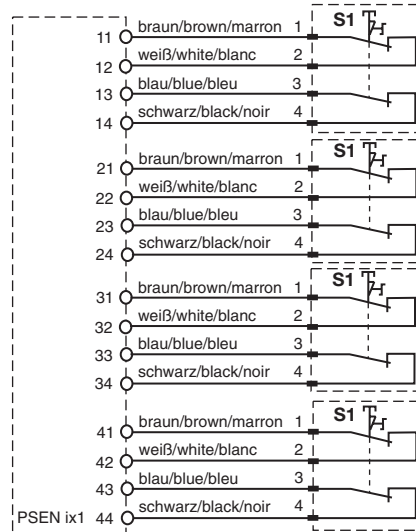 11 braun/brown/marron 1 S1
12 weiß/white/blanc 2
13 blau/blue/bleu 3
14 schwarz/black/noir 4
21 braun/brown/marron 1 S1
22 weiß/white/blanc 2
23 blau/blue/bleu 3
24 schwarz/black/noir 4
31 braun/brown/marron 1 S1
32 weiß/white/blanc 2
33 blau/blue/bleu 3
34 schwarz/black/noir 4
41 braun/brown/marron 1 S1
42 weiß/white/blanc 2
43 blau/blue/bleu 3
PSEN ix1 44 schwarz/black/noir 4